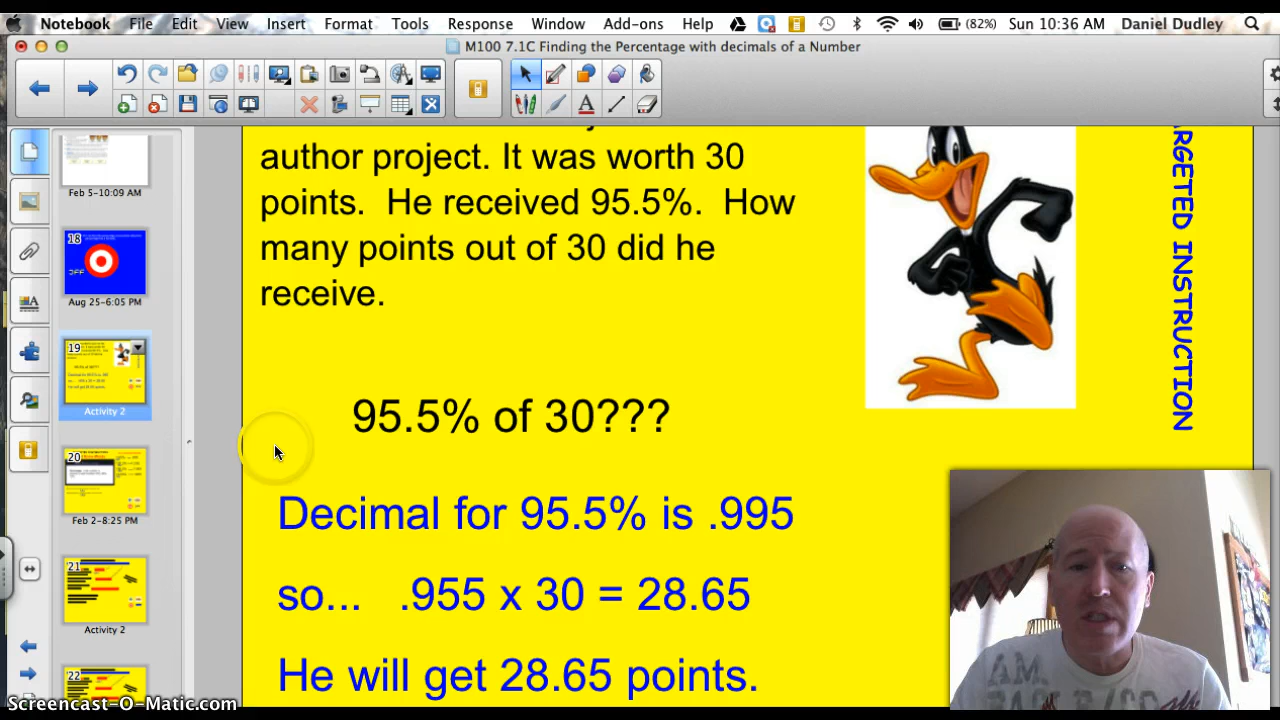 Notebook File Edit View Insert Format Tools Response Window Add-ons Help (82%) Sun 10:36 AM Daniel Dudley
M100 7.1C Finding the Percentage with decimals of a Number
author project. It was worth 30
points. He received 95.5%. How
many points out of 30 did he
receive.
95.5% of 30???
Decimal for 95.5% is .995
so... .955 x 30 = 28.65
He will get 28.65 points.
RGETED INSTRUCTION
Feb 5-10:09 AM
18
OFF
Aug 25-6:05 PM
19
Activity 2
20
Feb 2-8:25 PM
21
Activity 2
22
AM.
Screencast-O-Matic.com